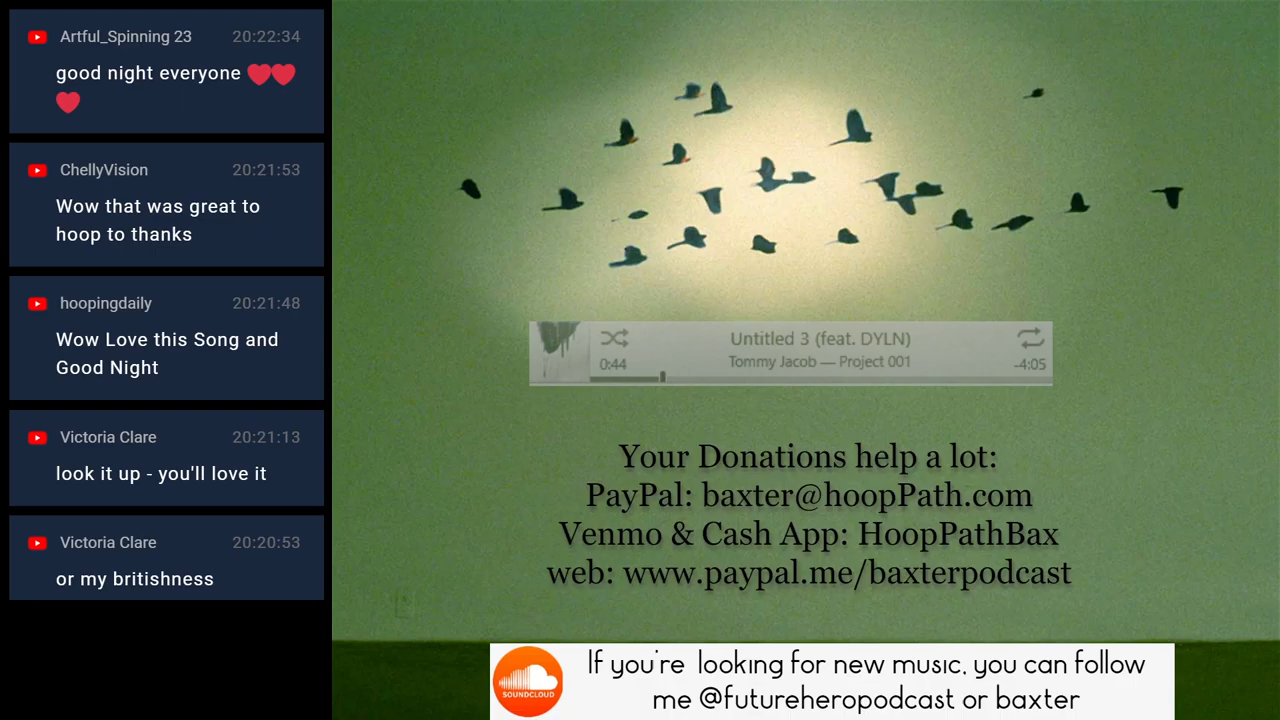 Artful_Spinning 23 20:22:34
good night everyone ❤️❤️
❤️
ChellyVision 20:21:53
Wow that was great to
hoop to thanks
hoopingdaily 20:21:48
Wow Love this Song and
Good Night
Victoria Clare 20:21:13
look it up - you'll love it
Victoria Clare 20:20:53
or my britishness
Untitled 3 (feat. DYLN)
0:44 Tommy Jacob — Project 001 -4:05
Your Donations help a lot:
PayPal: baxter@hoopPath.com
Venmo & Cash App: HoopPathBax
web: www.paypal.me/baxterpodcast
SOUNDCLOUD
If you're looking for new music, you can follow
me @futureheropodcast or baxter